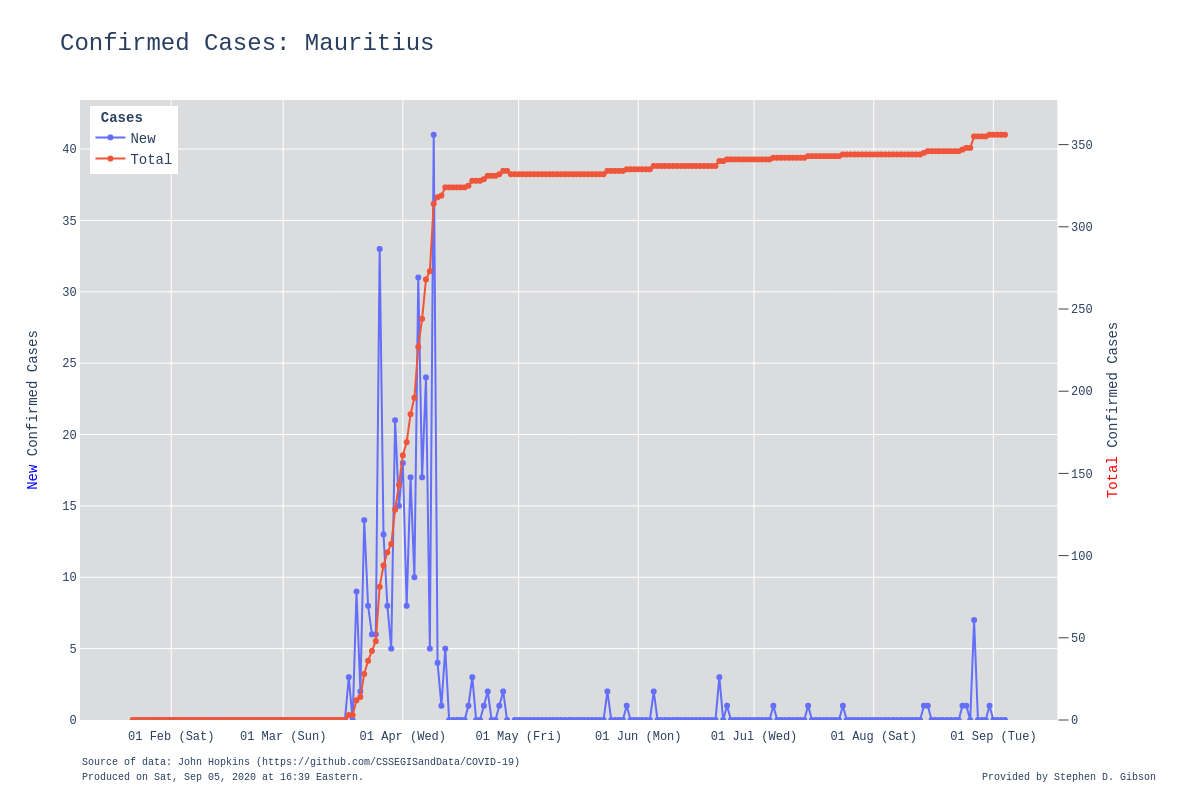 Confirmed Cases: Mauritius
Cases
New
Total
40
35
30
25
20
15
10
5
0
350
300
250
200
150
100
50
0
New Confirmed Cases
Total Confirmed Cases
01 Feb (Sat)
01 Mar (Sun)
01 Apr (Wed)
01 May (Fri)
01 Jun (Mon)
01 Jul (Wed)
01 Aug (Sat)
01 Sep (Tue)
Source of data: John Hopkins (https://github.com/CSSEGISandData/COVID-19)
Produced on Sat, Sep 05, 2020 at 16:39 Eastern.
Provided by Stephen D. Gibson